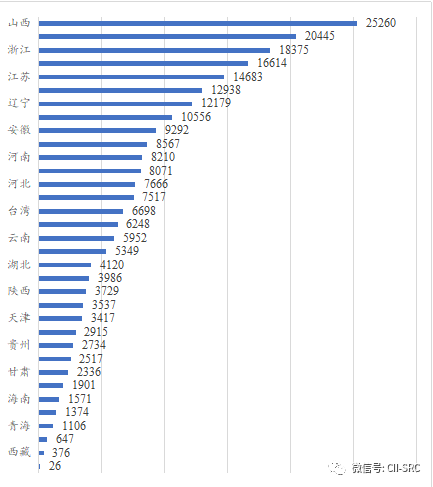 山西 25260
20445
浙江 18375
16614
江苏 14683
12938
辽宁 12179
10556
安徽 9292
8567
河南 8210
8071
河北 7666
7517
台湾 6698
6248
云南 5952
5349
湖北 4120
3986
陕西 3729
3537
天津 3417
2915
贵州 2734
2517
甘肃 2336
1901
海南 1571
1374
青海 1106
647
西藏 376
26
微信号: CII-SRC